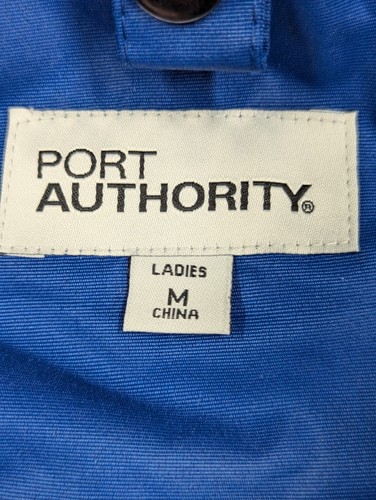 PORT
AUTHORITY®
LADIES
M
CHINA